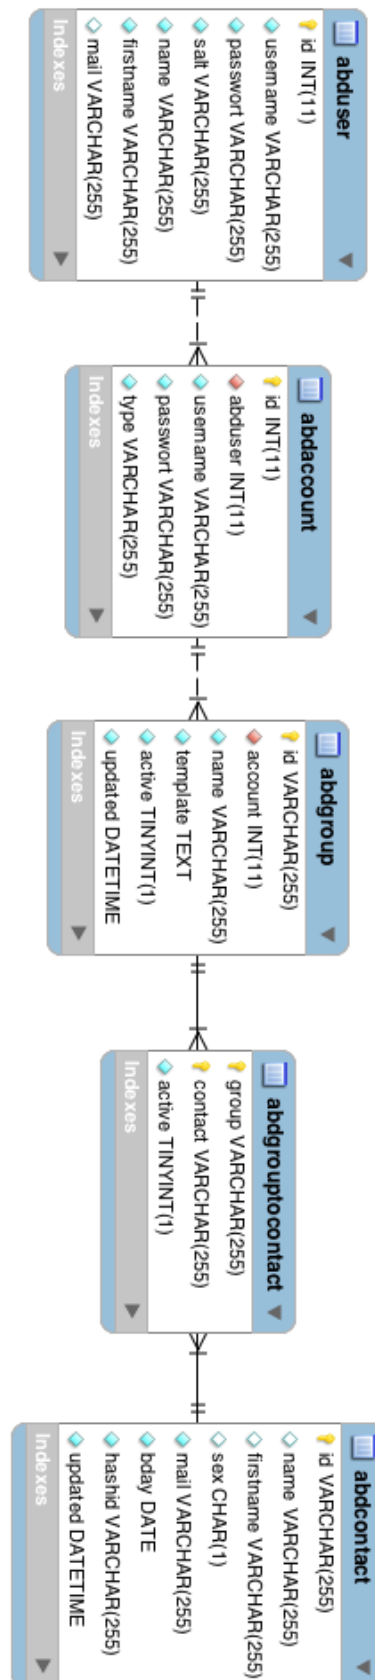 abduser
id INT(11)
username VARCHAR(255)
passwort VARCHAR(255)
salt VARCHAR(255)
name VARCHAR(255)
firstname VARCHAR(255)
mail VARCHAR(255)
Indexes
abdaccount
id INT(11)
abduser INT(11)
username VARCHAR(255)
passwort VARCHAR(255)
type VARCHAR(255)
Indexes
abdgroup
id VARCHAR(255)
account INT(11)
name VARCHAR(255)
template TEXT
active TINYINT(1)
updated DATETIME
Indexes
abdgrouptocontact
group VARCHAR(255)
contact VARCHAR(255)
active TINYINT(1)
Indexes
abdcontact
id VARCHAR(255)
name VARCHAR(255)
firstname VARCHAR(255)
sex CHAR(1)
mail VARCHAR(255)
bday DATE
hashid VARCHAR(255)
updated DATETIME
Indexes